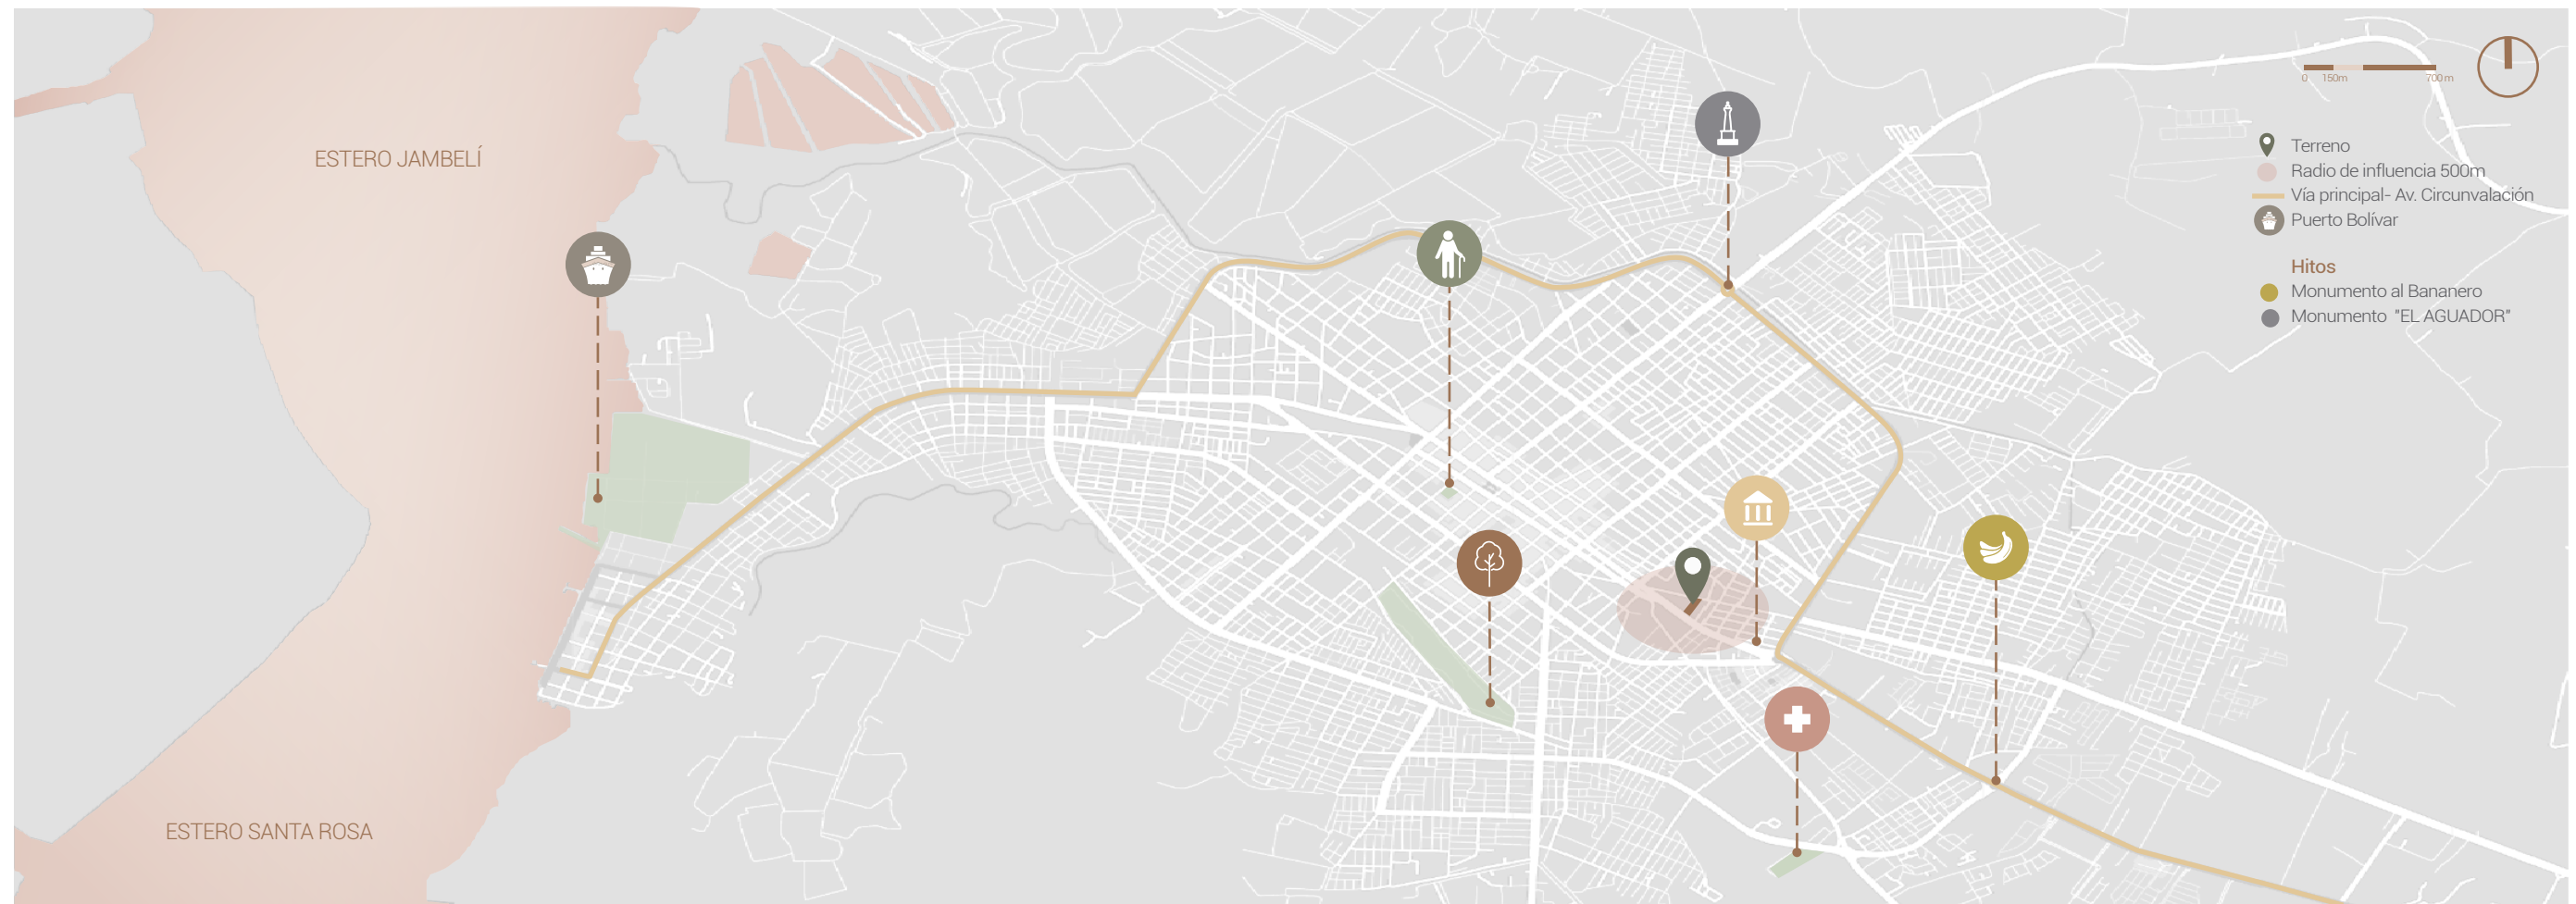 ESTERO JAMBELÍ
ESTERO SANTA ROSA
0 150m 700 m
Terreno
Radio de influencia 500m
Vía principal- Av. Circunvalación
Puerto Bolívar
Hitos
Monumento al Bananero
Monumento "EL AGUADOR"